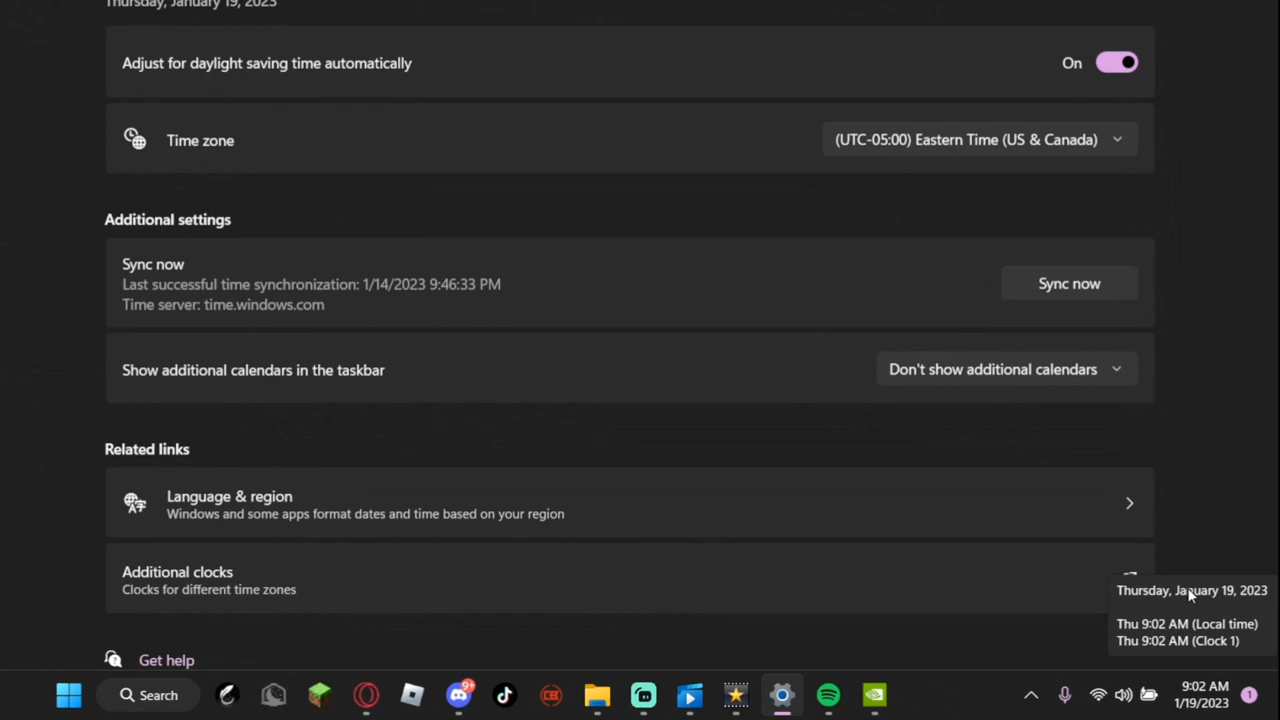 Thursday, January 19, 2023
Adjust for daylight saving time automatically
On
Time zone
(UTC-05:00) Eastern Time (US & Canada)
Additional settings
Sync now
Last successful time synchronization: 1/14/2023 9:46:33 PM
Time server: time.windows.com
Sync now
Show additional calendars in the taskbar
Don't show additional calendars
Related links
Language & region
Windows and some apps format dates and time based on your region
Additional clocks
Clocks for different time zones
Thursday, January 19, 2023
Thu 9:02 AM (Local time)
Thu 9:02 AM (Clock 1)
Get help
Search
9+
9:02 AM
1/19/2023
1